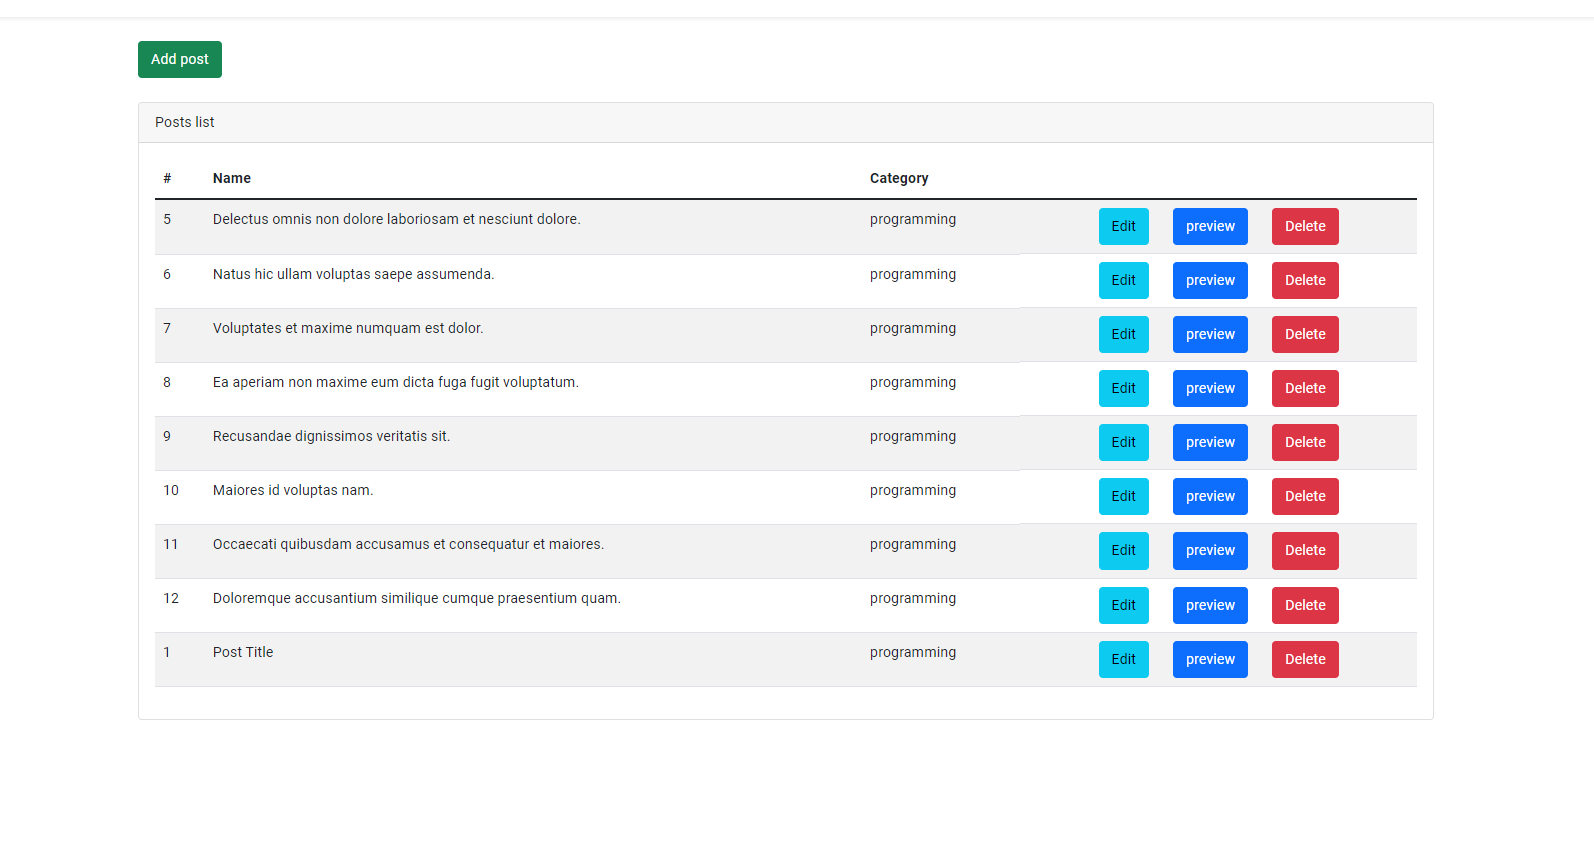 Add post
Posts list
# Name Category
5 Delectus omnis non dolore laboriosam et nesciunt dolore. programming Edit preview Delete
6 Natus hic ullam voluptas saepe assumenda. programming Edit preview Delete
7 Voluptates et maxime numquam est dolor. programming Edit preview Delete
8 Ea aperiam non maxime eum dicta fuga fugit voluptatum. programming Edit preview Delete
9 Recusandae dignissimos veritatis sit. programming Edit preview Delete
10 Maiores id voluptas nam. programming Edit preview Delete
11 Occaecati quibusdam accusamus et consequatur et maiores. programming Edit preview Delete
12 Doloremque accusantium similique cumque praesentium quam. programming Edit preview Delete
1 Post Title programming Edit preview Delete